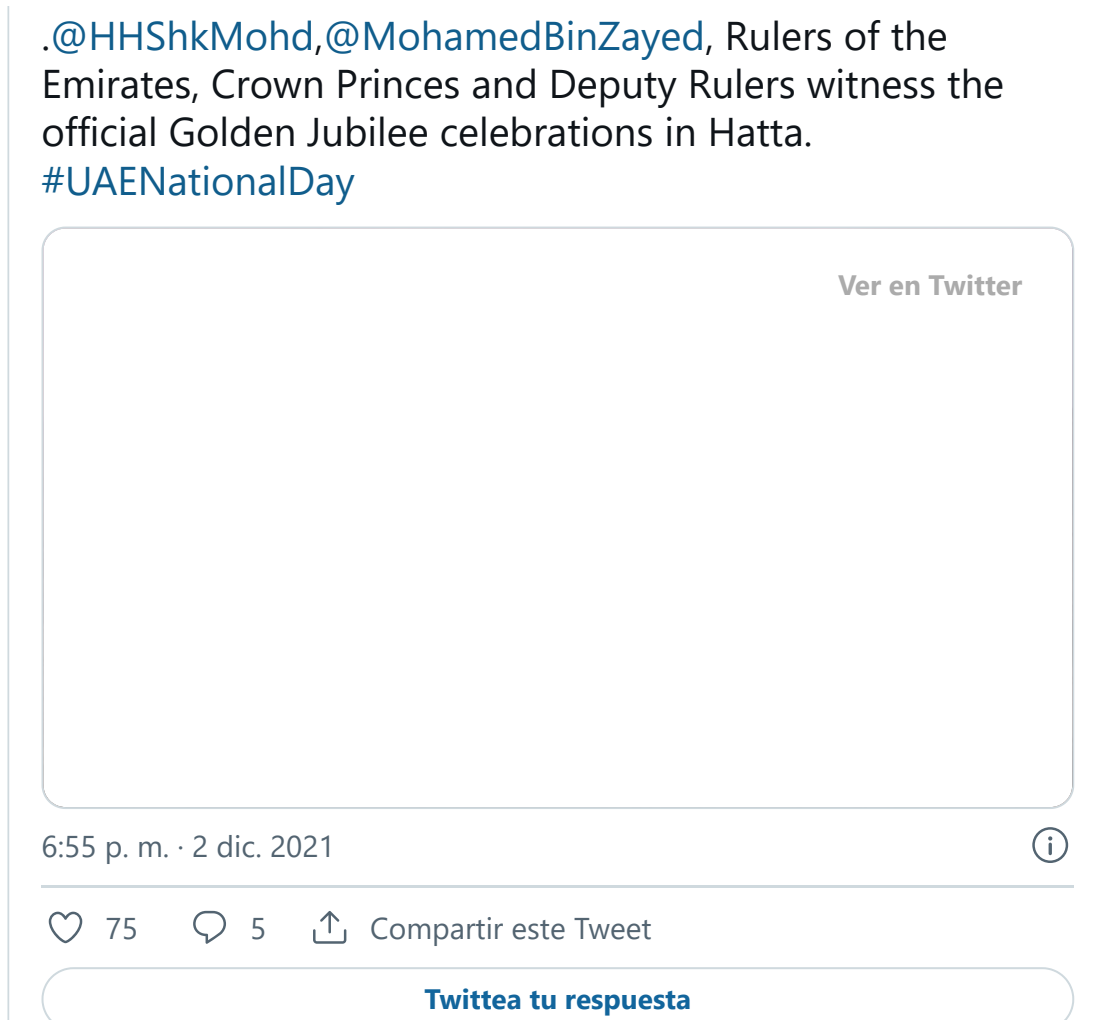 .@HHShkMohd,@MohamedBinZayed, Rulers of the
Emirates, Crown Princes and Deputy Rulers witness the
official Golden Jubilee celebrations in Hatta.
#UAENationalDay
Ver en Twitter
6:55 p. m. · 2 dic. 2021
75 5 Compartir este Tweet
Twittea tu respuesta